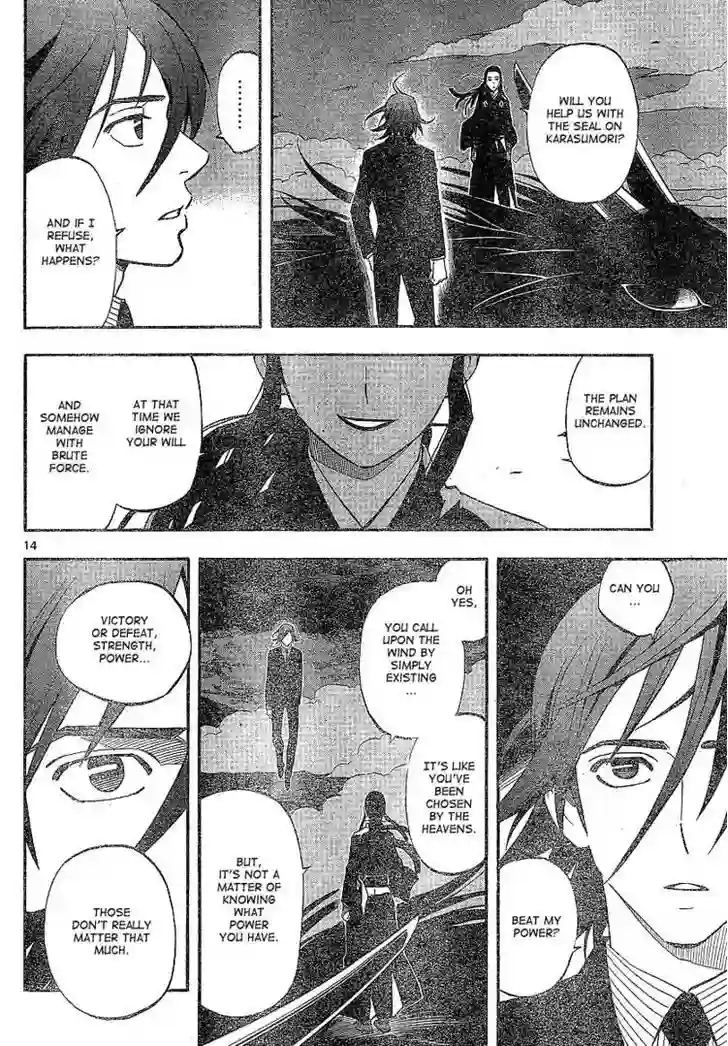 WILL YOU
HELP US WITH
THE SEAL ON
KARASUMORI?
.........
AND IF I
REFUSE,
WHAT
HAPPENS?
THE PLAN
REMAINS
UNCHANGED.
AT THAT
TIME WE
IGNORE
YOUR WILL
AND
SOMEHOW
MANAGE
WITH
BRUTE
FORCE.
14
CAN YOU
...
BEAT MY
POWER?
OH
YES,
YOU CALL
UPON THE
WIND BY
SIMPLY
EXISTING
...
IT'S LIKE
YOU'VE
BEEN
CHOSEN
BY THE
HEAVENS.
BUT,
IT'S NOT A
MATTER OF
KNOWING
WHAT
POWER
YOU HAVE.
VICTORY
OR DEFEAT,
STRENGTH,
POWER...
THOSE
DON'T REALLY
MATTER THAT
MUCH.